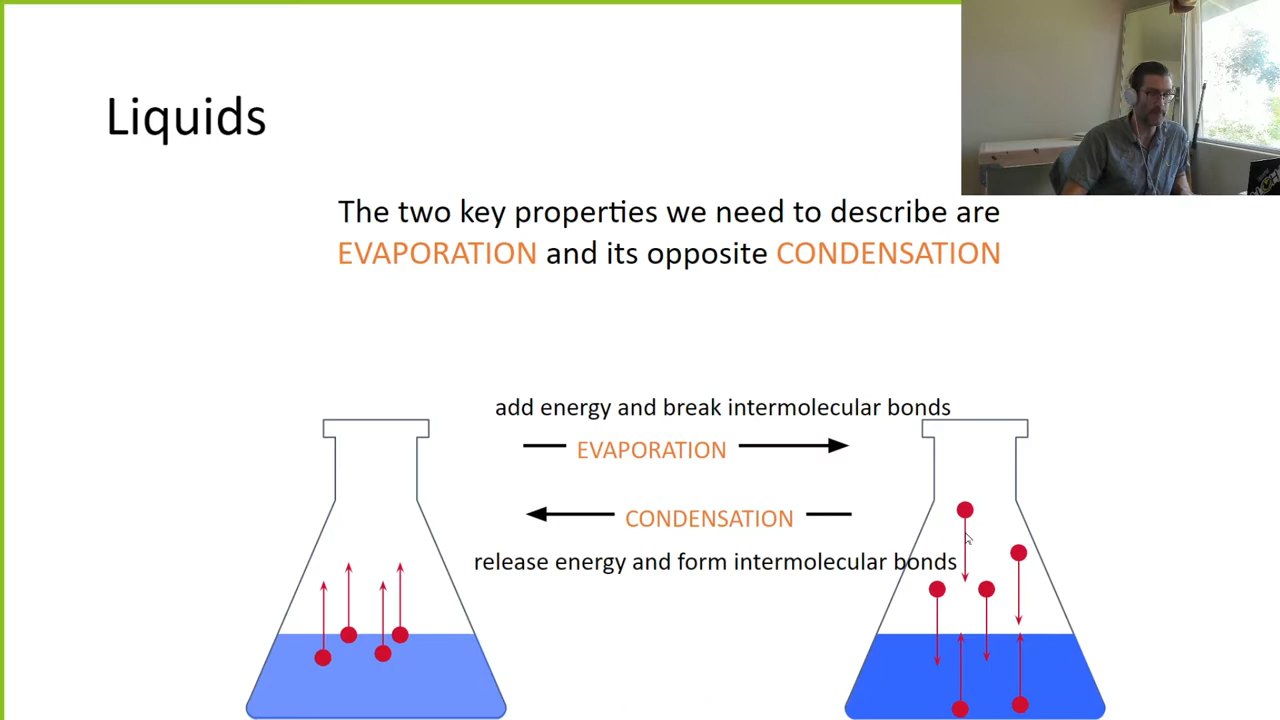 Liquids
The two key properties we need to describe are
EVAPORATION and its opposite CONDENSATION
add energy and break intermolecular bonds
EVAPORATION
CONDENSATION
release energy and form intermolecular bonds